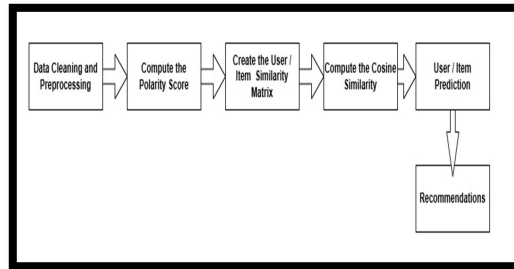 Data Cleaning and
Preprocessing
Compute the
Polarity Score
Create the User /
Item Similarity
Matrix
Compute the Cosine
Similarity
User / Item
Prediction
Recommendations